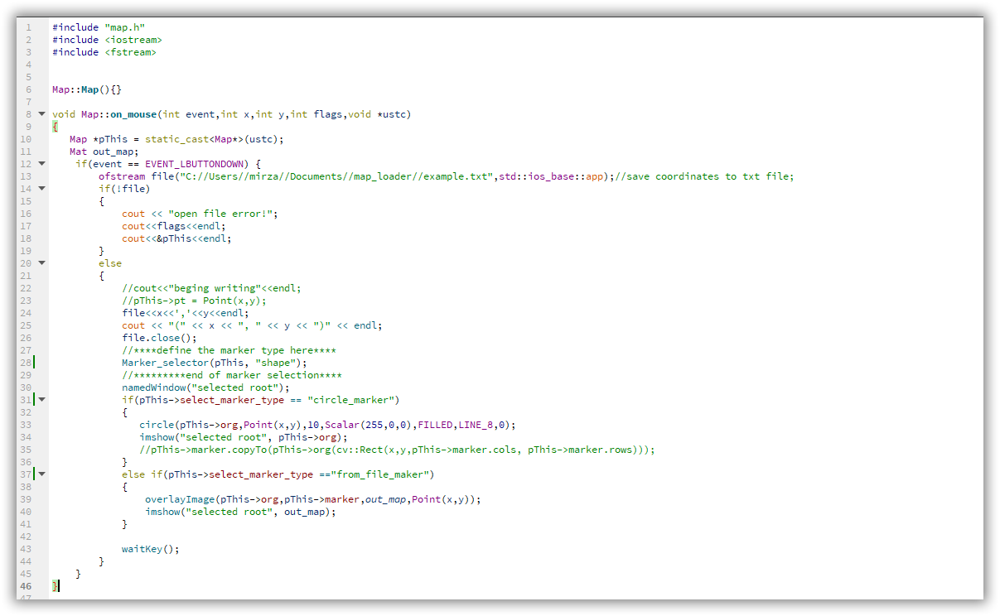 1 #include "map.h"
2 #include <iostream>
3 #include <fstream>
4
5
6 Map::Map(){}
7
8 void Map::on_mouse(int event,int x,int y,int flags,void *ustc)
9 {
10 Map *pThis = static_cast<Map*>(ustc);
11 Mat out_map;
12 if(event == EVENT_LBUTTONDOWN) {
13 ofstream file("C://Users//mirza//Documents//map_loader//example.txt",std::ios_base::app);//save coordinates to txt file;
14 if(!file)
15 {
16 cout << "open file error!";
17 cout<<flags<<endl;
18 cout<<&pThis<<endl;
19 }
20 else
21 {
22 //cout<<"beging writing"<<endl;
23 //pThis->pt = Point(x,y);
24 file<<x<<','<<y<<endl;
25 cout << "(" << x << ", " << y << ")" << endl;
26 file.close();
27 //****define the marker type here****
28 Marker_selector(pThis, "shape");
29 //*********end of marker selection****
30 namedWindow("selected root");
31 if(pThis->select_marker_type == "circle_marker")
32 {
33 circle(pThis->org,Point(x,y),10,Scalar(255,0,0),FILLED,LINE_8,0);
34 imshow("selected root", pThis->org);
35 //pThis->marker.copyTo(pThis->org(cv::Rect(x,y,pThis->marker.cols, pThis->marker.rows)));
36 }
37 else if(pThis->select_marker_type =="from_file_maker")
38 {
39 overlayImage(pThis->org,pThis->marker,out_map,Point(x,y));
40 imshow("selected root", out_map);
41 }
42
43 waitKey();
44 }
45 }
46 }
47